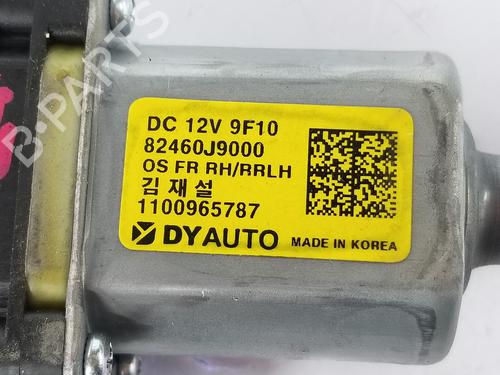 B-PARTS
DC 12V 9F10
82460J9000
OS FR RH/RRLH
김재설
1100965787
DYAUTO MADE IN KOREA